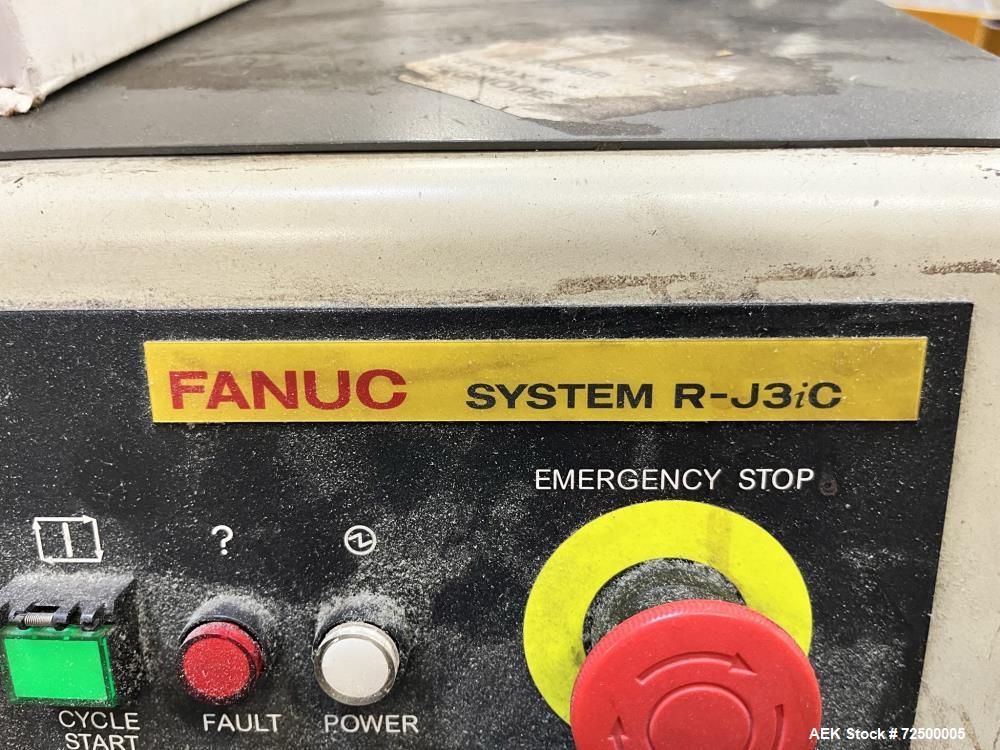 FANUC SYSTEM R-J3iC
EMERGENCY STOP
?
CYCLE
START
FAULT
POWER
AEK Stock # 72500005